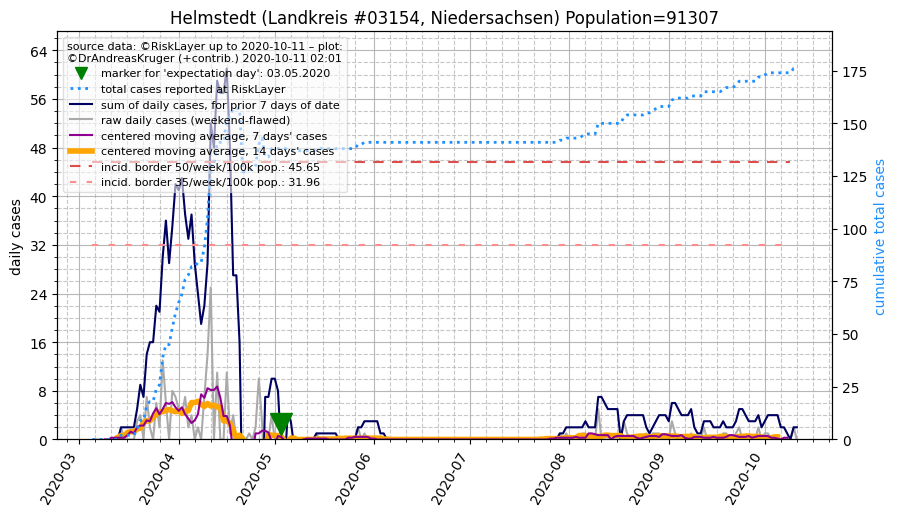 Helmstedt (Landkreis #03154, Niedersachsen) Population=91307
source data: ©RiskLayer up to 2020-10-11 – plot:
©DrAndreasKruger (+contrib.) 2020-10-11 02:01
marker for 'expectation day': 03.05.2020
total cases reported at RiskLayer
sum of daily cases, for prior 7 days of date
raw daily cases (weekend-flawed)
centered moving average, 7 days' cases
centered moving average, 14 days' cases
incid. border 50/week/100k pop.: 45.65
incid. border 35/week/100k pop.: 31.96
daily cases
64
56
48
40
32
24
16
8
0
cumulative total cases
175
150
125
100
75
50
25
0
2020-03
2020-04
2020-05
2020-06
2020-07
2020-08
2020-09
2020-10